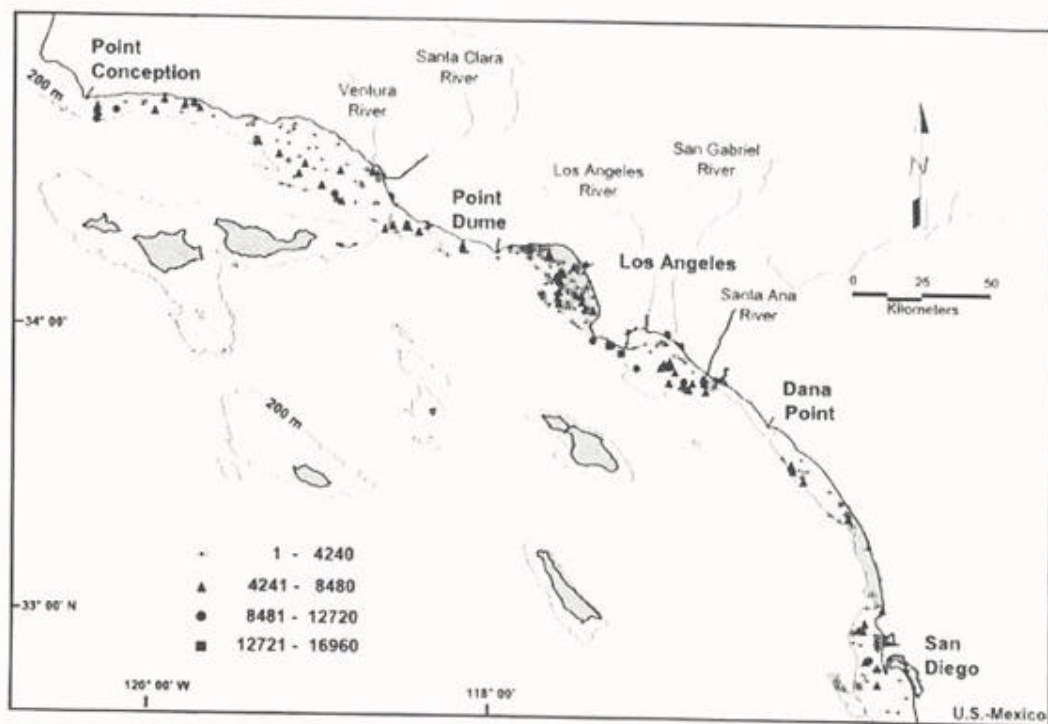 Point
Conception
Santa Clara
River
200 m
Ventura
River
San Gabriel
River
Los Angeles
River
N
Point
Dume
Los Angeles
0 25 50
Kilometers
Santa Ana
River
34° 00'
Dana
Point
200 m
1 - 4240
4241 - 8480
8481 - 12720
12721 - 16960
33° 00' N
San
Diego
120° 00' W
118° 00'
U.S.-Mexico